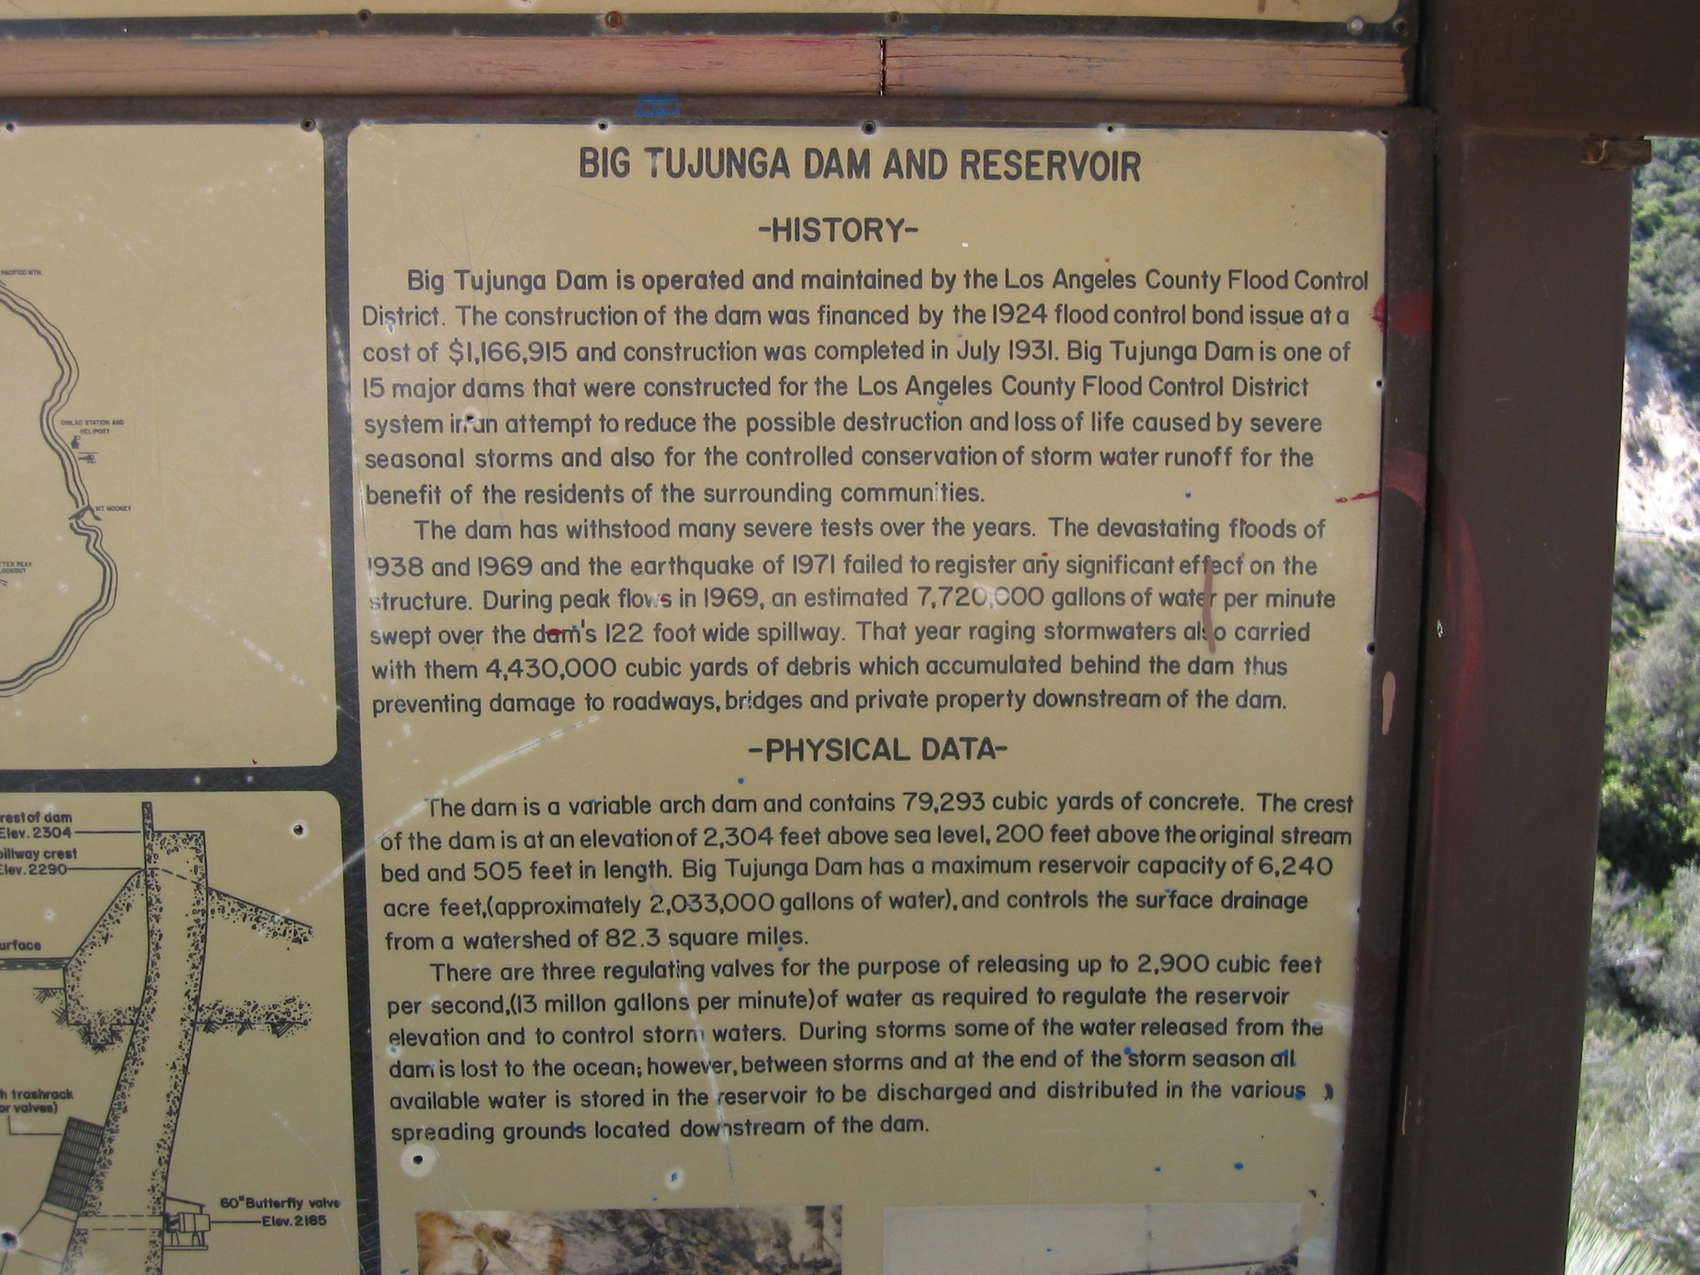 BIG TUJUNGA DAM AND RESERVOIR
-HISTORY-
Big Tujunga Dam is operated and maintained by the Los Angeles County Flood Control
District. The construction of the dam was financed by the 1924 flood control bond issue at a
cost of $1,166,915 and construction was completed in July 1931. Big Tujunga Dam is one of
15 major dams that were constructed for the Los Angeles County Flood Control District
system in an attempt to reduce the possible destruction and loss of life caused by severe
seasonal storms and also for the controlled conservation of storm water runoff for the
benefit of the residents of the surrounding communities.
The dam has withstood many severe tests over the years. The devastating floods of
1938 and 1969 and the earthquake of 1971 failed to register any significant effect on the
structure. During peak flows in 1969, an estimated 7,720,000 gallons of water per minute
swept over the dam's 122 foot wide spillway. That year raging stormwaters also carried
with them 4,430,000 cubic yards of debris which accumulated behind the dam thus
preventing damage to roadways, bridges and private property downstream of the dam.
-PHYSICAL DATA-
The dam is a variable arch dam and contains 79,293 cubic yards of concrete. The crest
of the dam is at an elevation of 2,304 feet above sea level, 200 feet above the original stream
bed and 505 feet in length. Big Tujunga Dam has a maximum reservoir capacity of 6,240
acre feet,(approximately 2,033,000 gallons of water), and controls the surface drainage
from a watershed of 82.3 square miles.
There are three regulating valves for the purpose of releasing up to 2,900 cubic feet
per second,(13 millon gallons per minute) of water as required to regulate the reservoir
elevation and to control storm waters. During storms some of the water released from the
dam is lost to the ocean; however, between storms and at the end of the storm season all
available water is stored in the reservoir to be discharged and distributed in the various
spreading grounds located downstream of the dam.
PACIFICO MTN.
STATION AND
HELIPORT
MT. MOONEY
PEAK
LOOKOUT
rest of dam
Elev. 2304
pillway crest
Elev. 2290
urface
h trashrack
or valves)
60" Butterfly valve
Elev. 2185